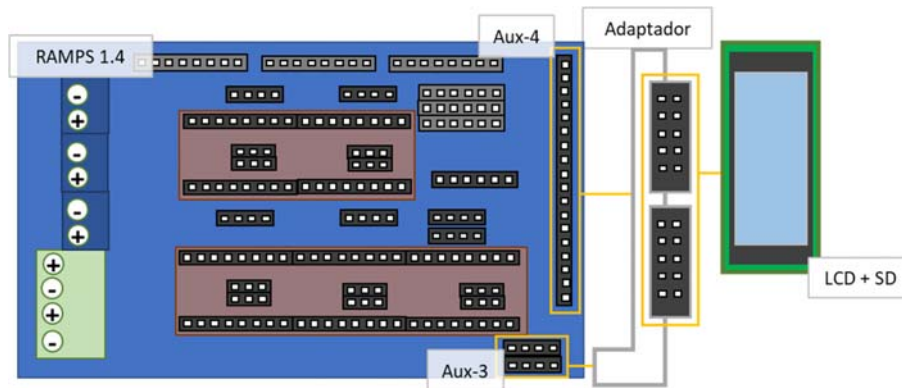 Aux-4
Adaptador
RAMPS 1.4
-
+
-
+
-
+
+
-
+
-
LCD + SD
Aux-3